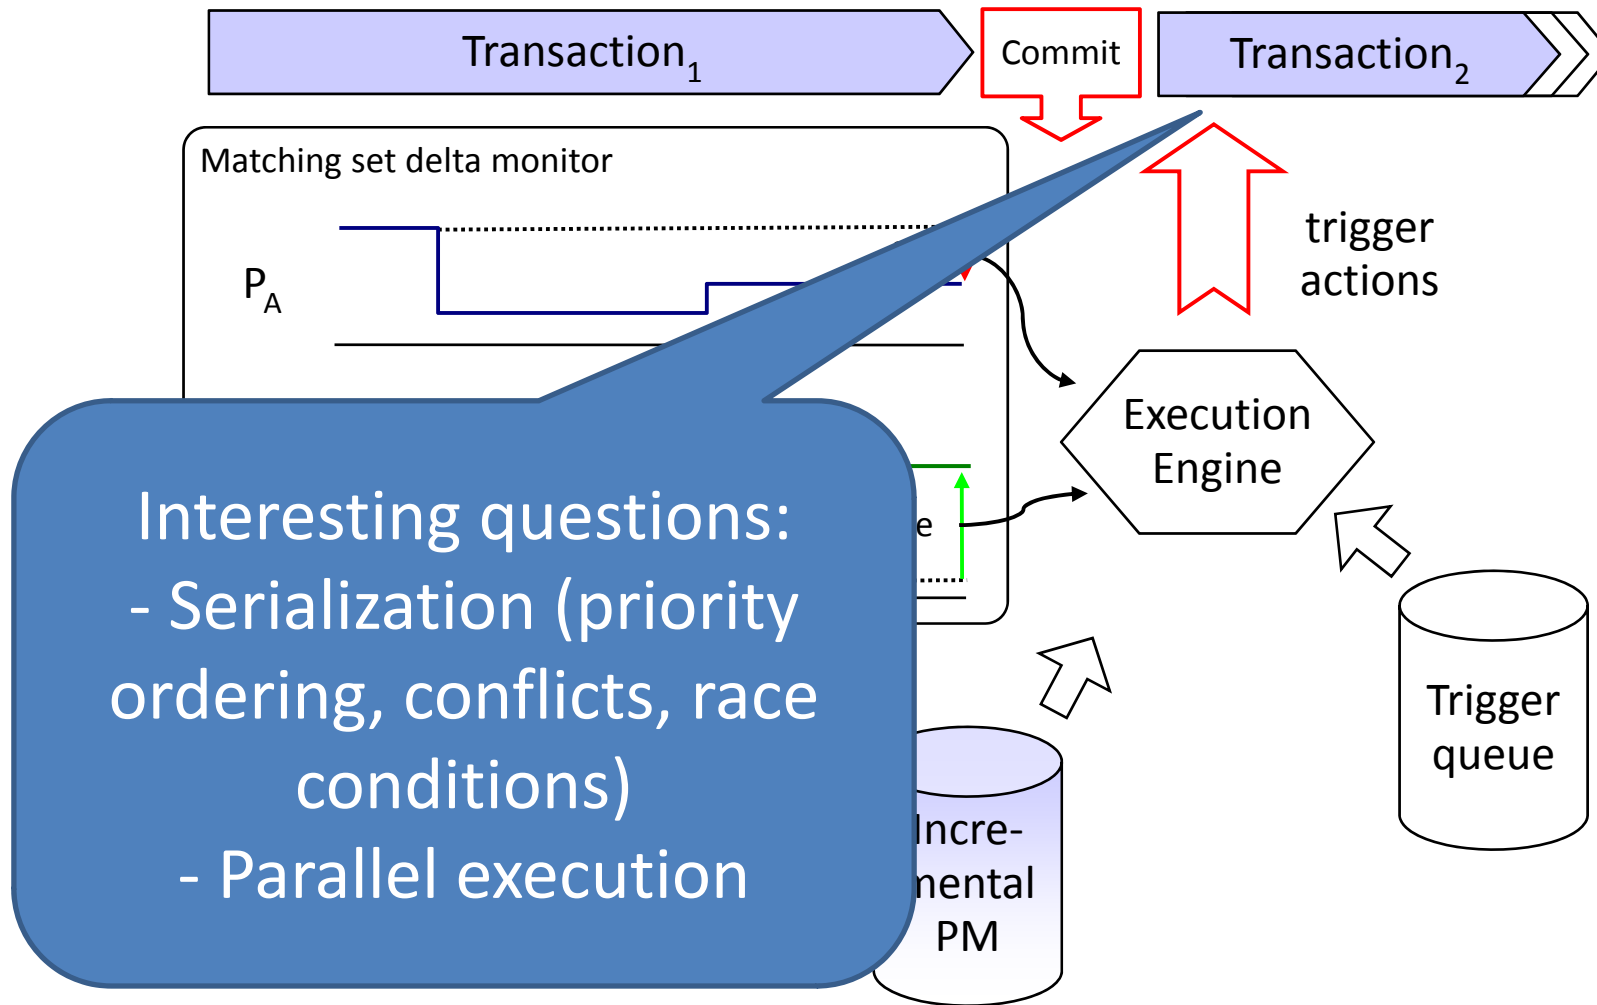 Transaction1
Commit
Transaction2
Matching set delta monitor
PA
trigger
actions
Execution
Engine
Interesting questions:
- Serialization (priority
ordering, conflicts, race
conditions)
- Parallel execution
Trigger
queue
Incre-
mental
PM